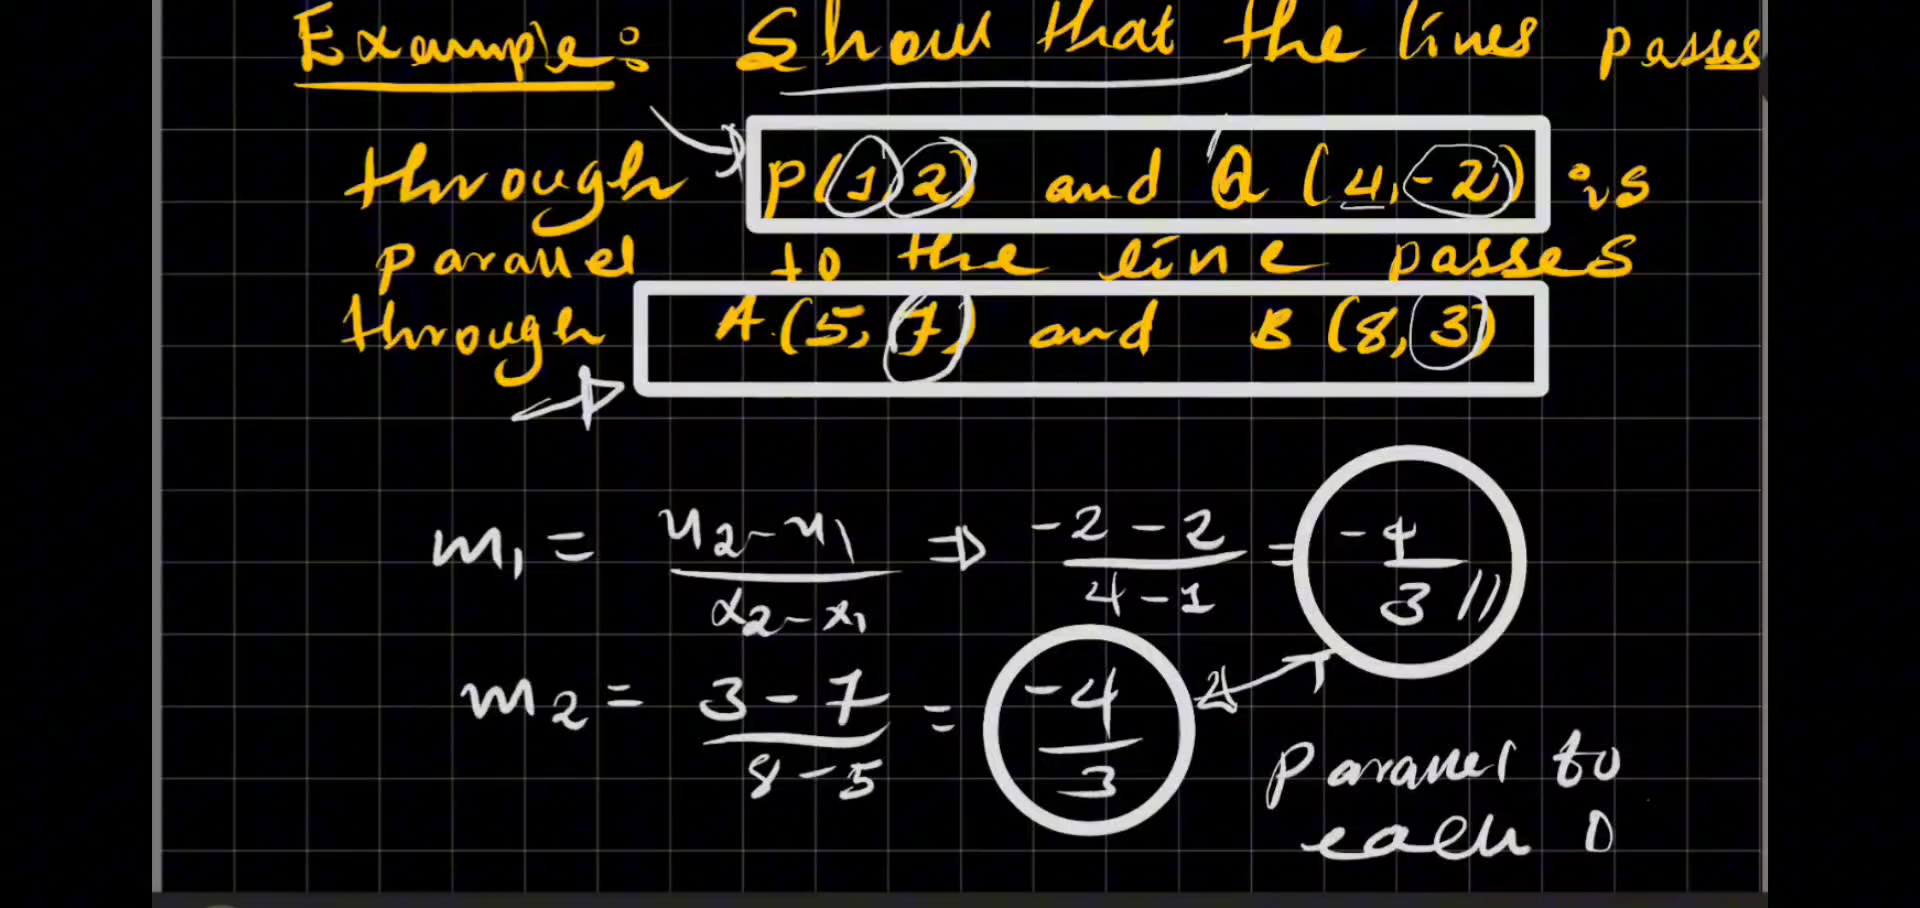 Example: Show that the lines passes
through P(1,2) and Q (4,-2) is
parallel to the line passes
through A.(5,7) and B (8,3)
m₁ = y₂-y₁/x₂-x₁ ⇒ -2-2/4-1 = -4/3 //
m₂ = 3-7/8-5 = -4/3
parallel to
each o